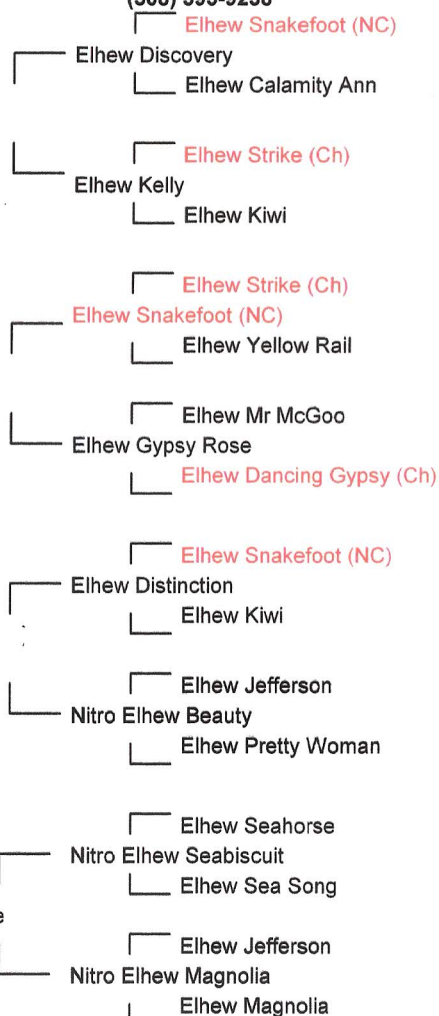 Elhew Snakefoot (NC)
Elhew Discovery
Elhew Calamity Ann
Elhew Strike (Ch)
Elhew Kelly
Elhew Kiwi
Elhew Strike (Ch)
Elhew Snakefoot (NC)
Elhew Yellow Rail
Elhew Mr McGoo
Elhew Gypsy Rose
Elhew Dancing Gypsy (Ch)
Elhew Snakefoot (NC)
Elhew Distinction
Elhew Kiwi
Elhew Jefferson
Nitro Elhew Beauty
Elhew Pretty Woman
Elhew Seahorse
Nitro Elhew Seabiscuit
Elhew Sea Song
e
Elhew Jefferson
Nitro Elhew Magnolia
Elhew Magnolia